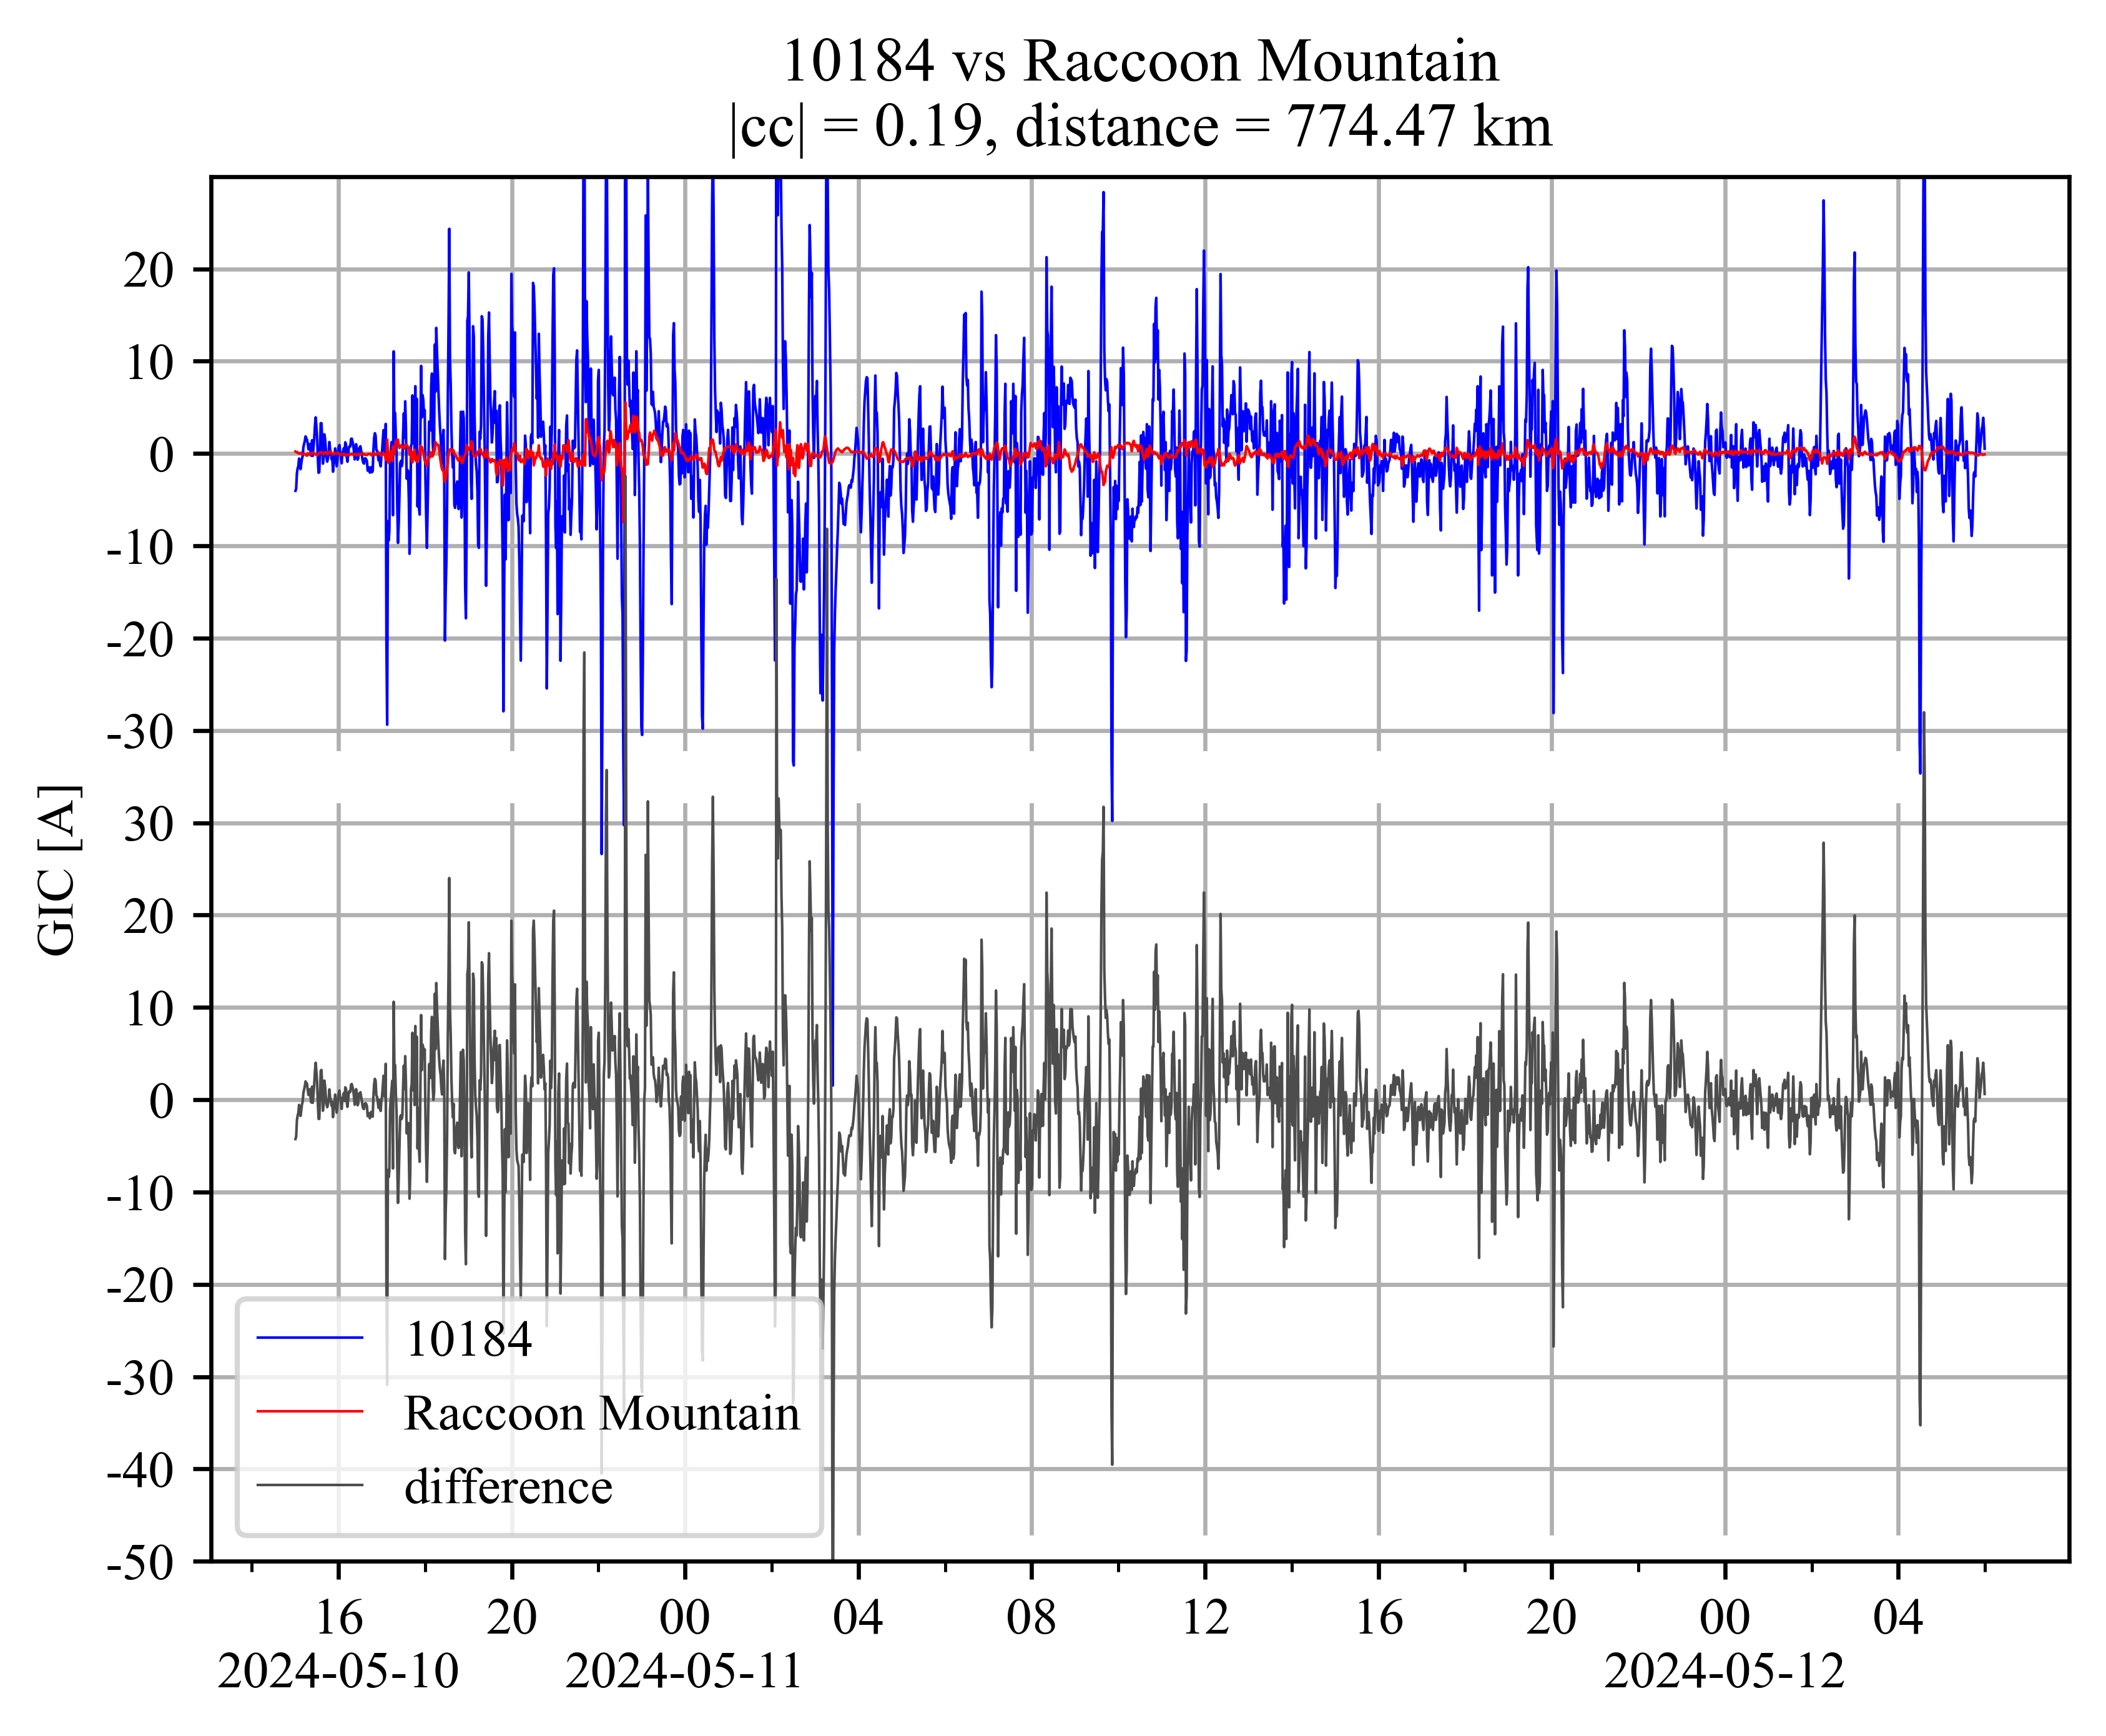 10184 vs Raccoon Mountain
|cc| = 0.19, distance = 774.47 km
GIC [A]
20
10
0
-10
-20
-30
30
20
10
0
-10
-20
-30
-40
-50
10184
Raccoon Mountain
difference
16 20 00 04 08 12 16 20 00 04
2024-05-10 2024-05-11 2024-05-12